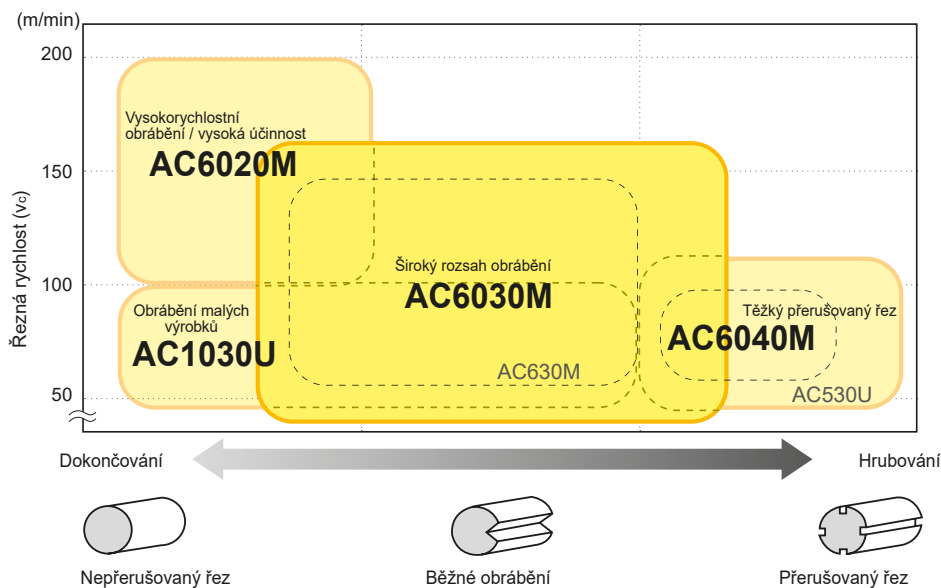 (m/min)
200
Vysokorychlostní
obrábění / vysoká účinnost
AC6020M
150
Řezná rychlost (vc)
Široký rozsah obrábění
AC6030M
100
Obrábění malých
výrobků
AC1030U
Těžký přerušovaný řez
AC6040M
AC630M
AC530U
50
Dokončování
Hrubování
Nepřerušovaný řez
Běžné obrábění
Přerušovaný řez